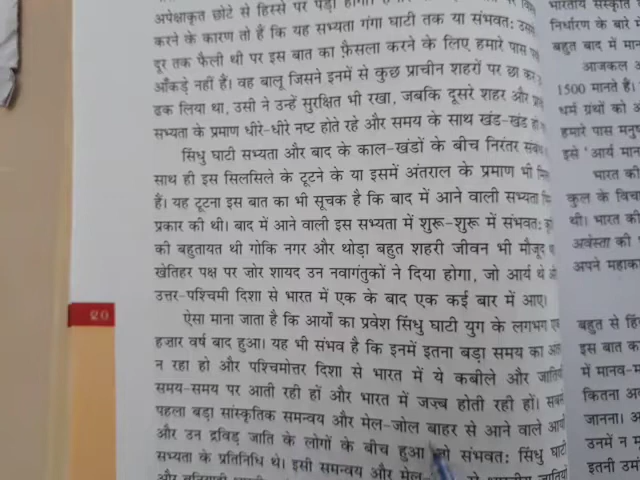 अपेक्षाकृत छोटे से हिस्से पर पड़ा
करने के कारण तो हैं कि यह सभ्यता गंगा घाटी तक या संभवत: उससे
दूर तक फैली थी पर इस बात का फ़ैसला करने के लिए हमारे पास
आँकड़े नहीं हैं। वह बालू जिसने इनमें से कुछ प्राचीन शहरों पर छा कर
ढक लिया था, उसी ने उन्हें सुरक्षित भी रखा, जबकि दूसरे शहर और
सभ्यता के प्रमाण धीरे-धीरे नष्ट होते रहे और समय के साथ खंड-खंड हो
सिंधु घाटी सभ्यता और बाद के काल-खंडों के बीच निरंतर
साथ ही इस सिलसिले के टूटने के या इसमें अंतराल के प्रमाण भी
हैं। यह टूटना इस बात का भी सूचक है कि बाद में आने वाली सभ्यता
प्रकार की थी। बाद में आने वाली इस सभ्यता में शुरू-शुरू में संभवत:
की बहुतायत थी गोकि नगर और थोड़ा बहुत शहरी जीवन भी मौजूद
खेतिहर पक्ष पर जोर शायद उन नवागंतुकों ने दिया होगा, जो आर्य थे
उत्तर-पश्चिमी दिशा से भारत में एक के बाद एक कई बार में आए।
ऐसा माना जाता है कि आर्यों का प्रवेश सिंधु घाटी युग के लगभग एक
हज़ार वर्ष बाद हुआ। यह भी संभव है कि इनमें इतना बड़ा समय का
न रहा हो और पश्चिमोत्तर दिशा से भारत में ये कबीले और जातियाँ
समय-समय पर आती रही हों और भारत में जज़्ब होती रही हों। सबसे
पहला बड़ा सांस्कृतिक समन्वय और मेल-जोल बाहर से आने वाले आर्यों
और उन द्रविड़ जाति के लोगों के बीच हुआ जो संभवत: सिंधु घाटी
सभ्यता के प्रतिनिधि थे। इसी समन्वय और मेल-
20
भारतीय संस्कृति
निर्धारण के बारे में
बहुत बाद में मान
आजकल
1500 मानते हैं।
धर्म ग्रंथों को
हमारे पास
इसे 'आर्य
भारत की
कुल के
थी। भारत की
अवेस्ता की
अपने
बहुत से
इस बात का
में मानव-
कितना
जानना।
उनमें न
इतनी